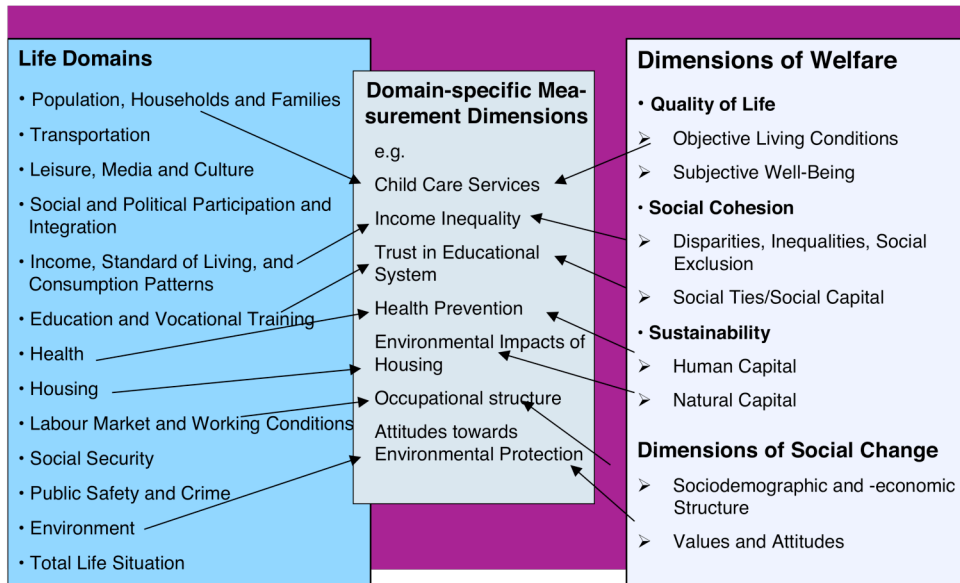 Life Domains
• Population, Households and Families
• Transportation
• Leisure, Media and Culture
• Social and Political Participation and
Integration
• Income, Standard of Living, and
Consumption Patterns
• Education and Vocational Training
• Health
• Housing
• Labour Market and Working Conditions
• Social Security
• Public Safety and Crime
• Environment
• Total Life Situation
Domain-specific Mea-
surement Dimensions
e.g.
Child Care Services
Income Inequality
Trust in Educational
System
Health Prevention
Environmental Impacts of
Housing
Occupational structure
Attitudes towards
Environmental Protection
Dimensions of Welfare
• Quality of Life
➢ Objective Living Conditions
➢ Subjective Well-Being
• Social Cohesion
➢ Disparities, Inequalities, Social
Exclusion
➢ Social Ties/Social Capital
• Sustainability
➢ Human Capital
➢ Natural Capital
Dimensions of Social Change
➢ Sociodemographic and -economic
Structure
➢ Values and Attitudes